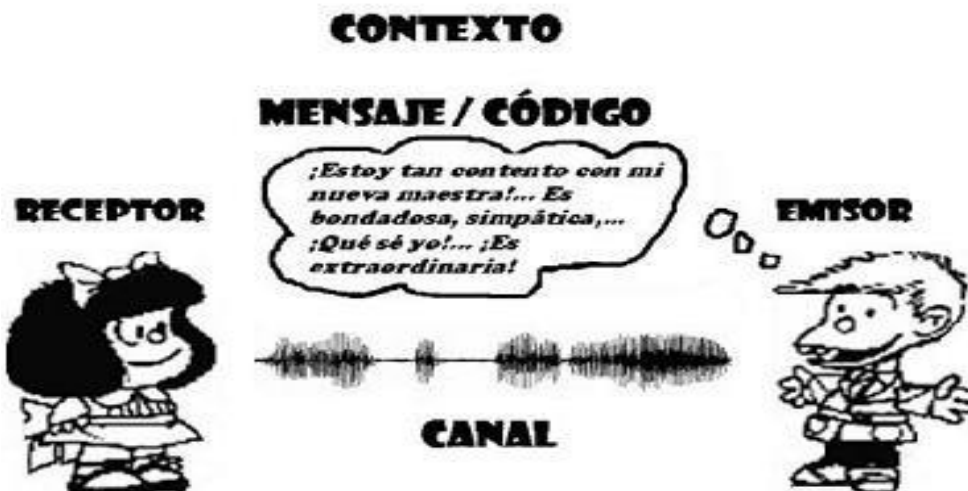 CONTEXTO
MENSAJE / CÓDIGO
¡Estoy tan contento con mi
nueva maestra!... Es
bondadosa, simpática,...
¡Qué sé yo!... ¡Es
extraordinaria!
RECEPTOR
EMISOR
CANAL